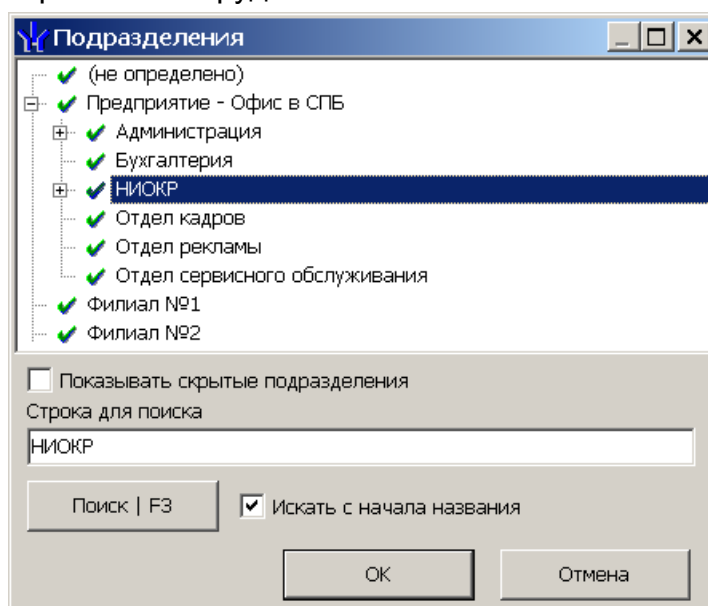 Подразделения
(не определено)
Предприятие - Офис в СПБ
Администрация
Бухгалтерия
НИОКР
Отдел кадров
Отдел рекламы
Отдел сервисного обслуживания
Филиал №1
Филиал №2
Показывать скрытые подразделения
Строка для поиска
НИОКР
Поиск | F3 Искать с начала названия
ОК Отмена